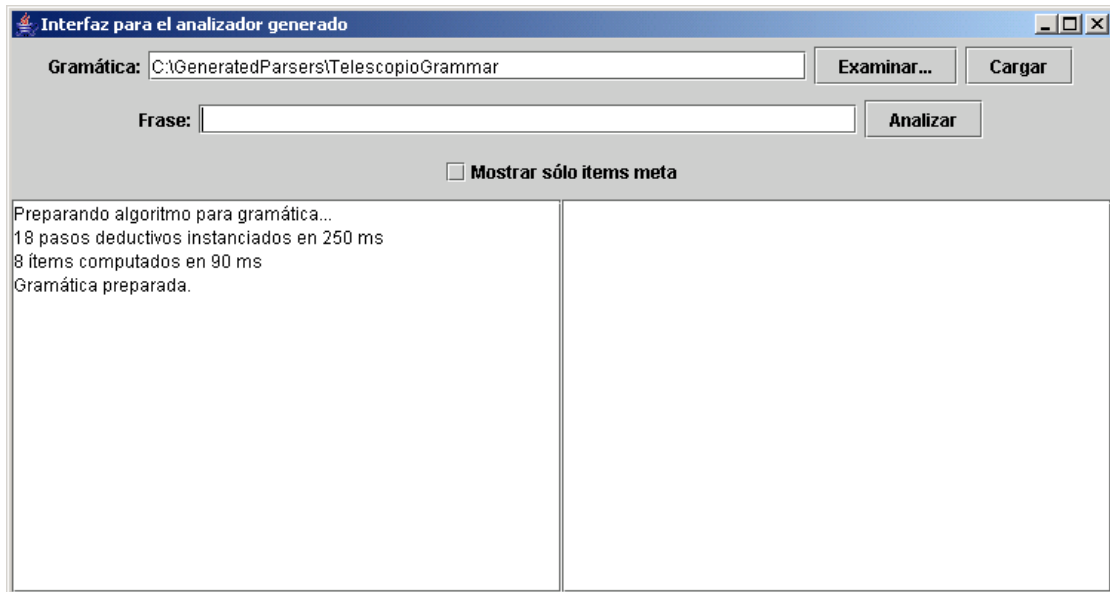 Interfaz para el analizador generado
Gramática: C:\GeneratedParsers\TelescopioGrammar Examinar... Cargar
Frase: Analizar
Mostrar sólo items meta
Preparando algoritmo para gramática...
18 pasos deductivos instanciados en 250 ms
8 ítems computados en 90 ms
Gramática preparada.